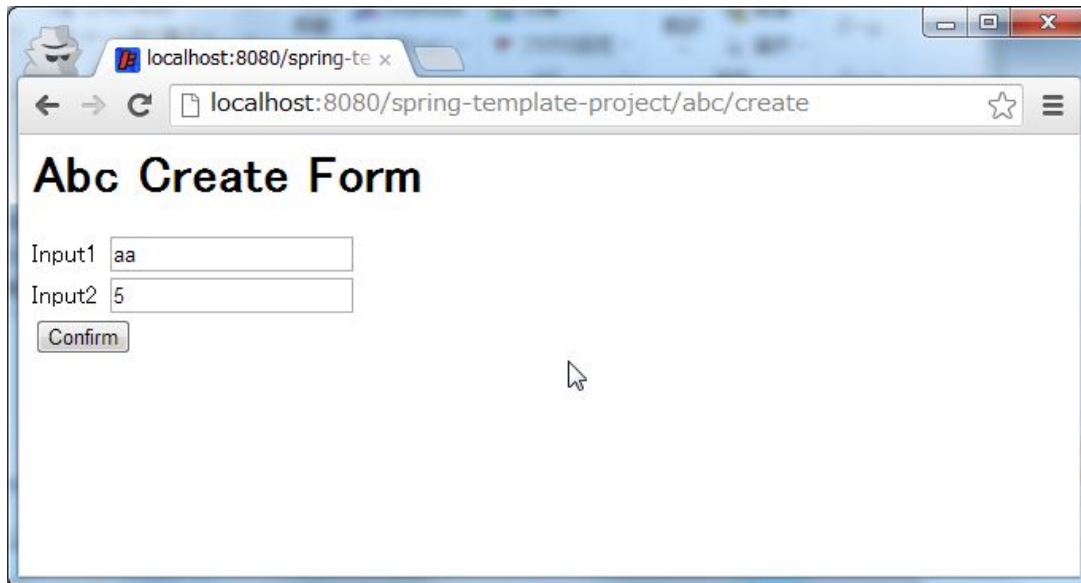 localhost:8080/spring-te
localhost:8080/spring-template-project/abc/create
Abc Create Form
Input1 aa
Input2 5
Confirm